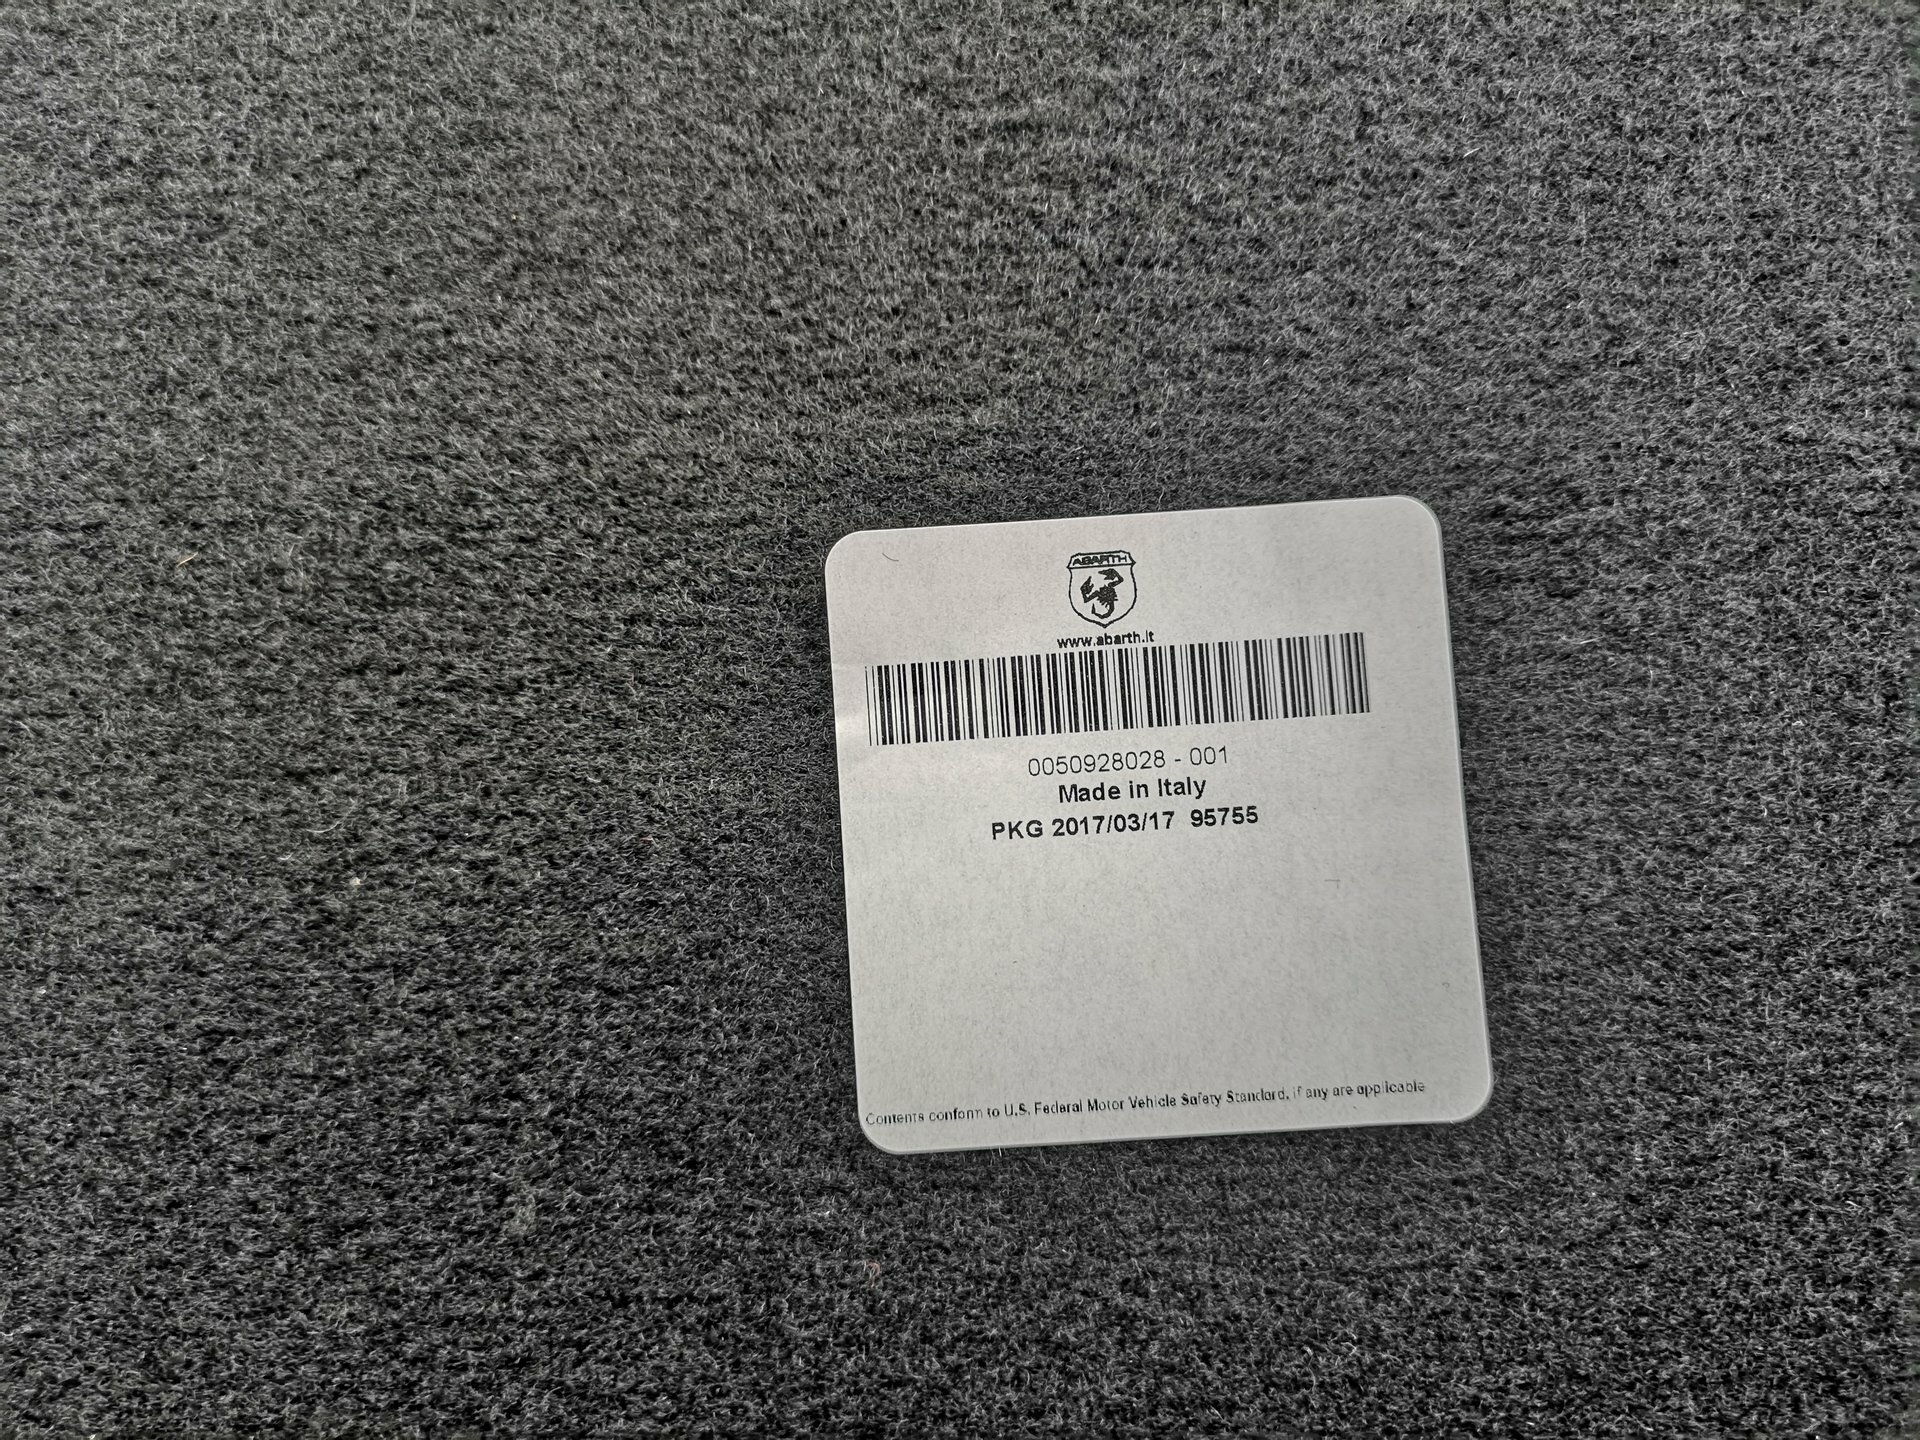 ABARTH
www.abarth.it
0050928028 - 001
Made in Italy
PKG 2017/03/17 95755
Contents conform to U.S. Federal Motor Vehicle Safety Standard, if any are applicable